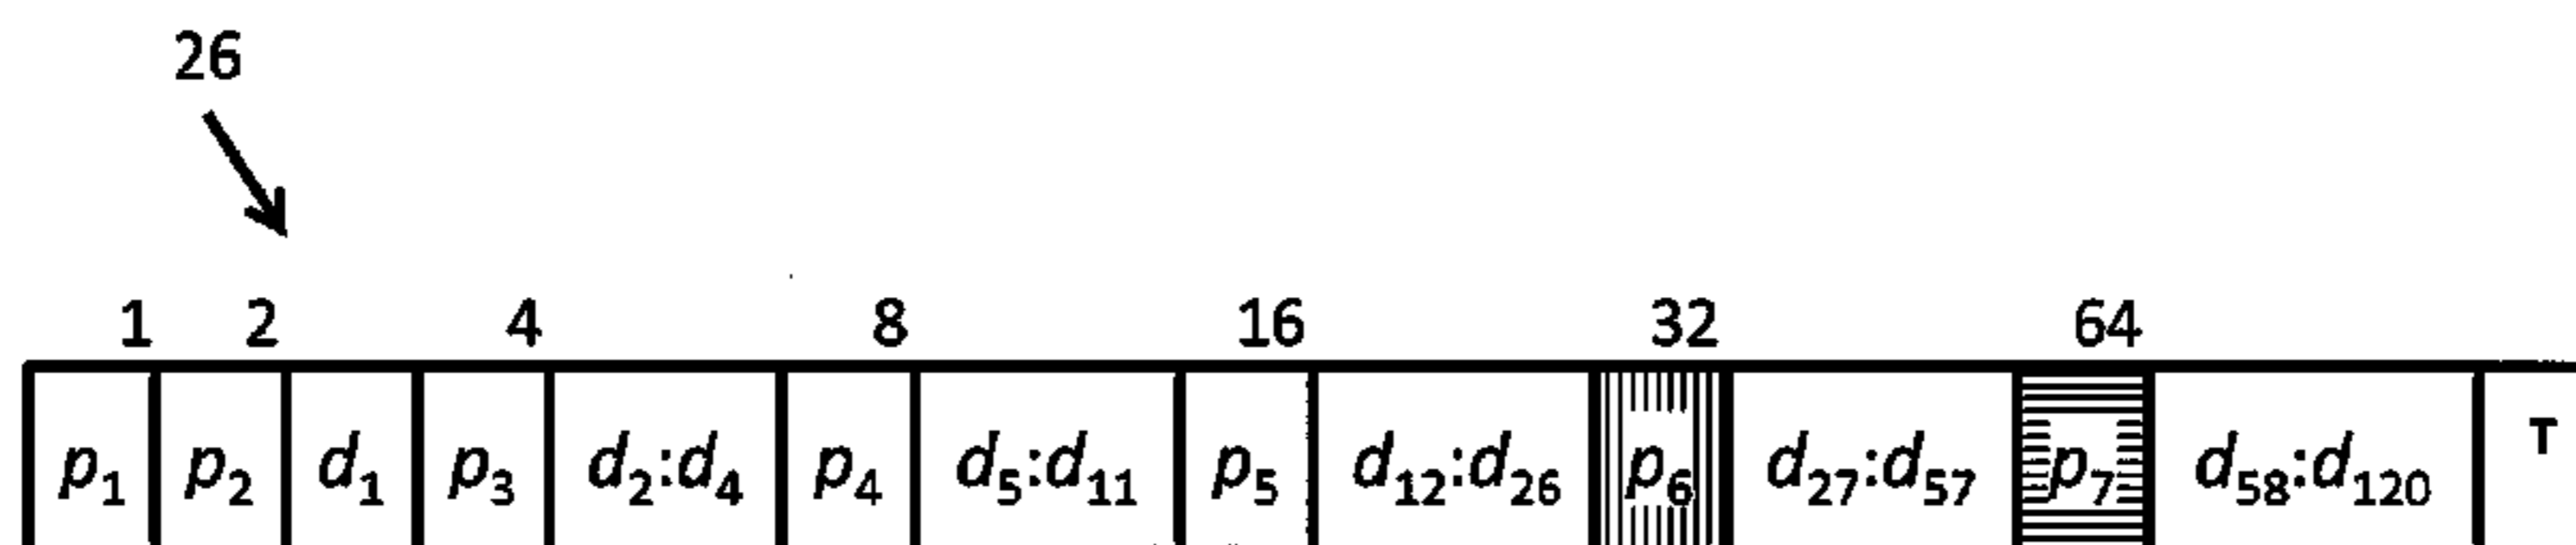 26
1 2 4 8 16 32 64
p₁ p₂ d₁ p₃ d₂:d₄ p₄ d₅:d₁₁ p₅ d₁₂:d₂₆ p₆ d₂₇:d₅₇ p₇ d₅₈:d₁₂₀ T